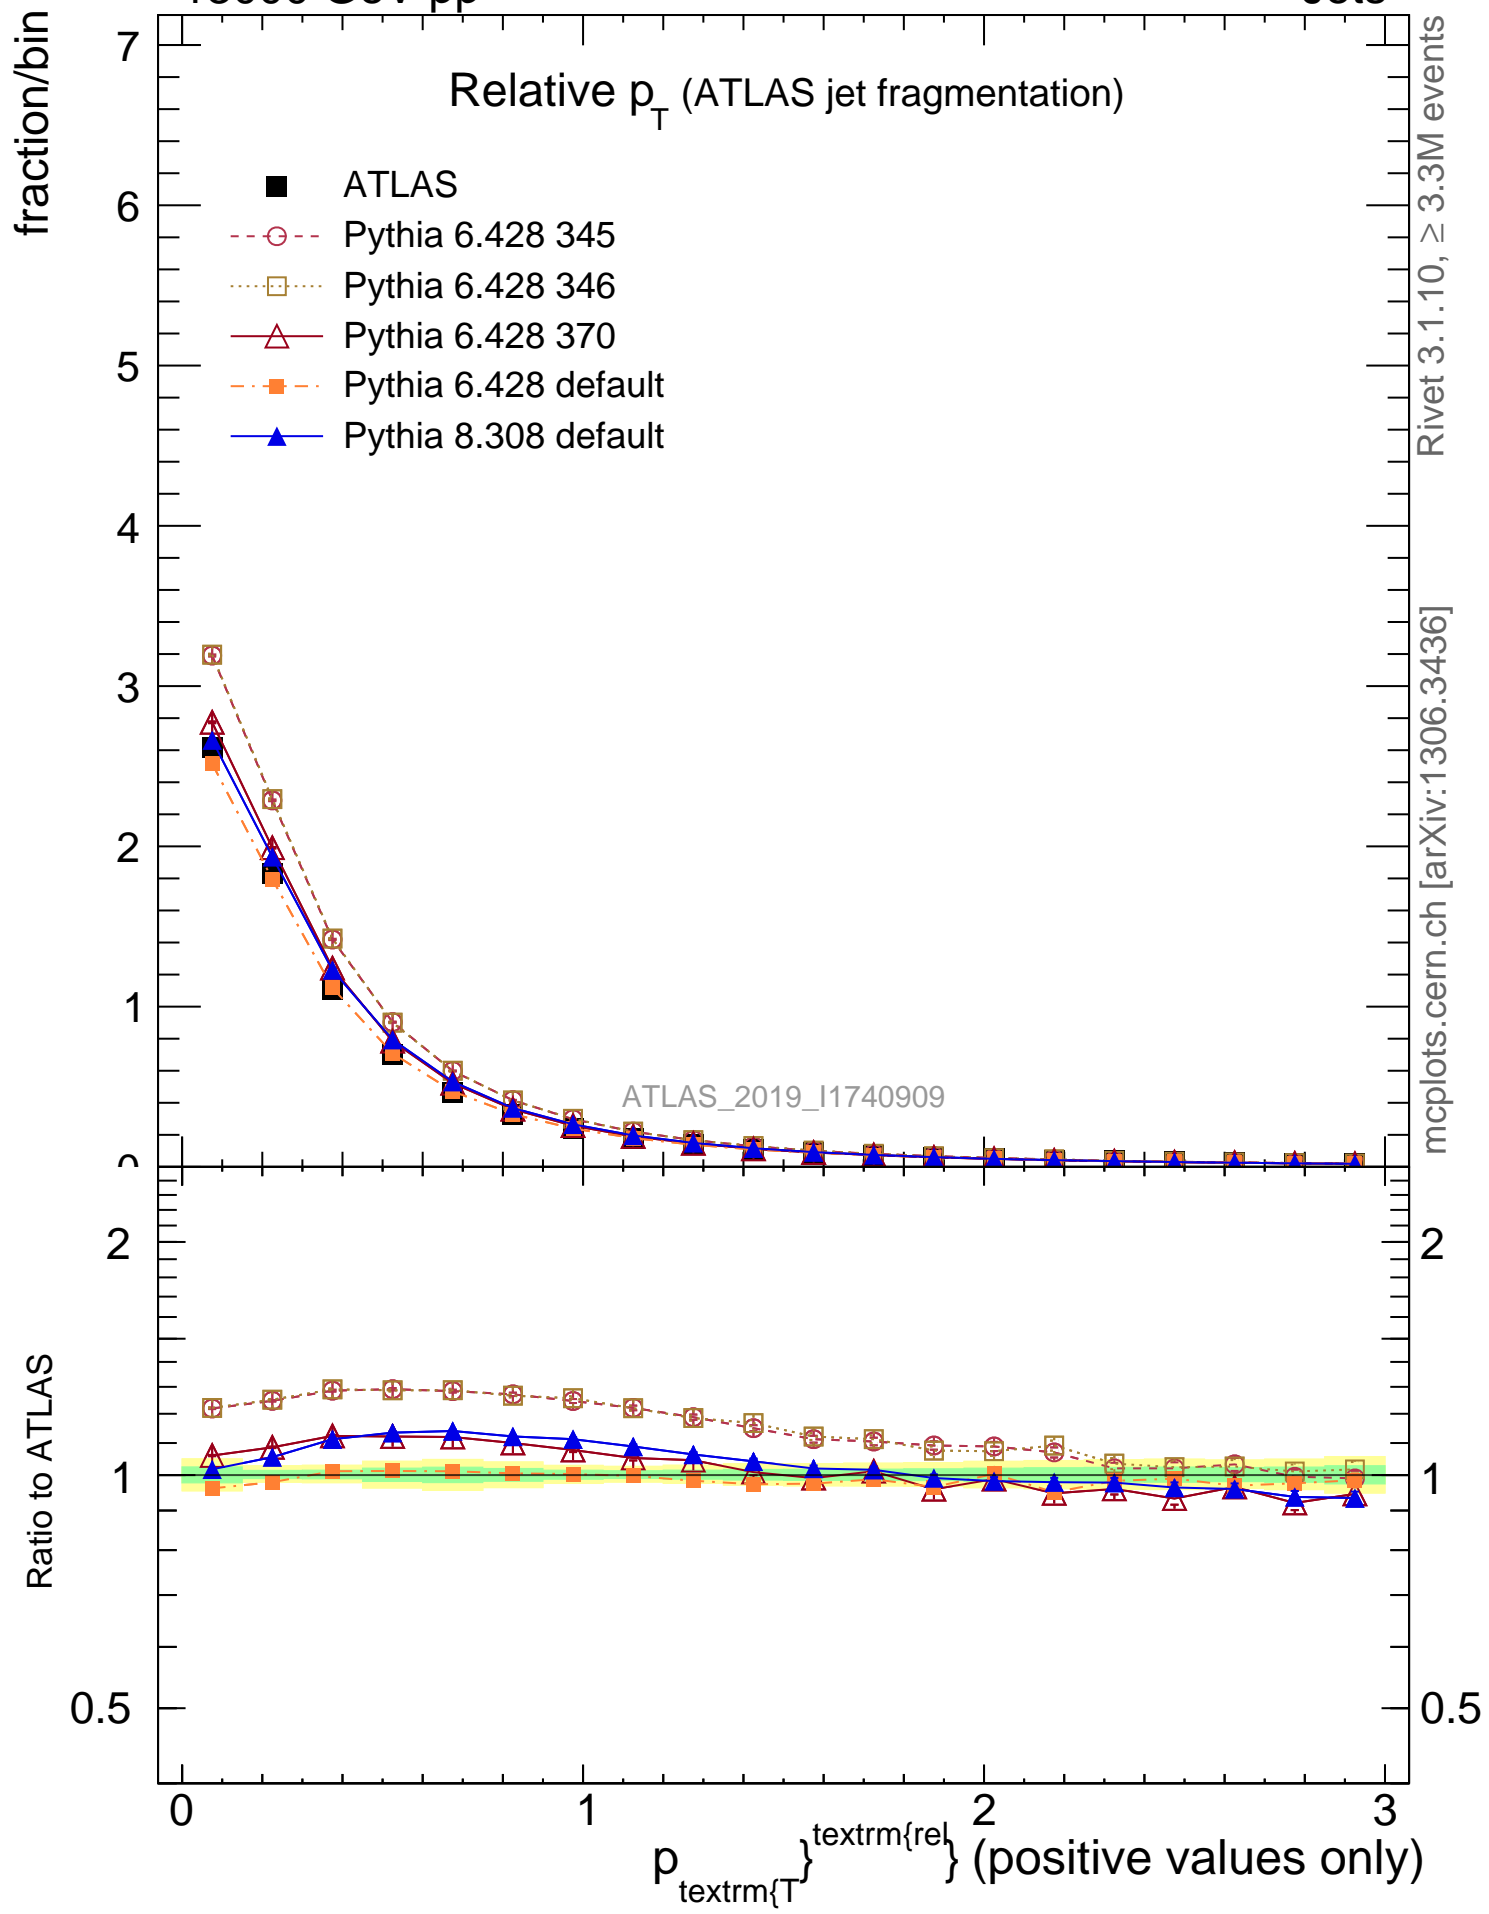 fraction/bin
7
6
5
4
3
2
1
Relative pT (ATLAS jet fragmentation)
ATLAS
Pythia 6.428 345
Pythia 6.428 346
Pythia 6.428 370
Pythia 6.428 default
Pythia 8.308 default
ATLAS_2019_I1740909
Rivet 3.1.10, ≥ 3.3M events
mcplots.cern.ch [arXiv:1306.3436]
Ratio to ATLAS
2
1
0.5
2
1
0.5
0 1 2 3
p_textrm{T}^textrm{rel} (positive values only)